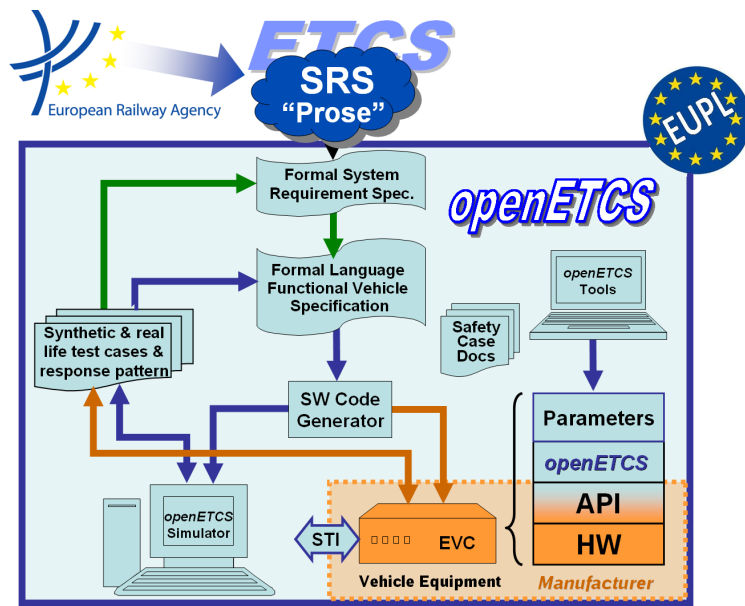 ETCS
European Railway Agency
SRS
“Prose”
EUPL
Formal System
Requirement Spec.
openETCS
Formal Language
Functional Vehicle
Specification
openETCS
Tools
Synthetic & real
life test cases &
response pattern
Safety
Case
Docs
SW Code
Generator
Parameters
openETCS
API
HW
openETCS
Simulator
STI
EVC
Vehicle Equipment
Manufacturer